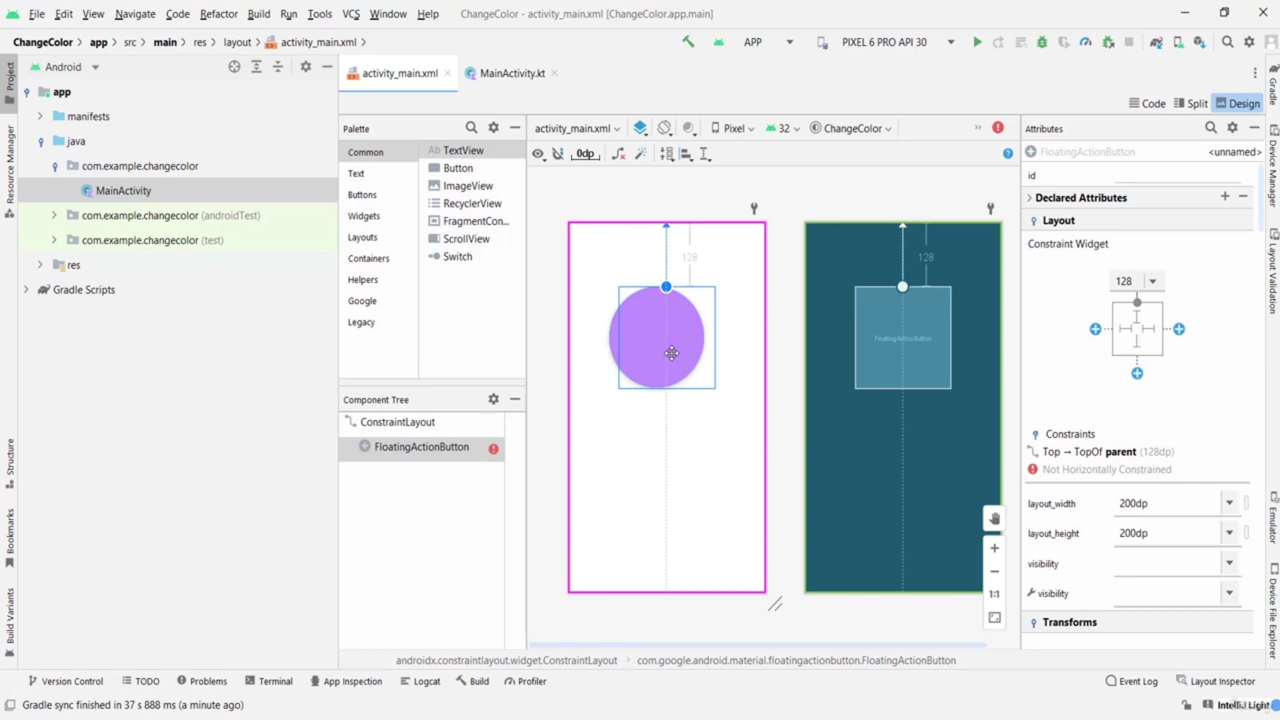 File Edit View Navigate Code Refactor Build Run Tools VCS Window Help ChangeColor - activity_main.xml [ChangeColor.app.main]
ChangeColor app src main res layout activity_main.xml APP PIXEL 6 PRO API 30
Android
activity_main.xml MainActivity.kt
Code Split Design
Project
Resource Manager
Structure
Bookmarks
Build Variants
app
manifests
java
com.example.changecolor
MainActivity
com.example.changecolor (androidTest)
com.example.changecolor (test)
res
Gradle Scripts
Palette
Common
Text
Buttons
Widgets
Layouts
Containers
Helpers
Google
Legacy
Ab TextView
Button
ImageView
RecyclerView
FragmentCon...
ScrollView
Switch
Component Tree
ConstraintLayout
FloatingActionButton
activity_main.xml Pixel 32 ChangeColor
0dp
128
128
FloatingActionButton
1:1
Attributes
FloatingActionButton <unnamed>
id
Declared Attributes
Layout
Constraint Widget
128
Constraints
Top → TopOf parent (128dp)
Not Horizontally Constrained
layout_width 200dp
layout_height 200dp
visibility
visibility
Transforms
Gradle
Device Manager
Layout Validation
Emulator
Device File Explorer
androidx.constraintlayout.widget.ConstraintLayout com.google.android.material.floatingactionbutton.FloatingActionButton
Version Control TODO Problems Terminal App Inspection Logcat Build Profiler Event Log Layout Inspector
Gradle sync finished in 37 s 888 ms (a minute ago) IntelliJ Light